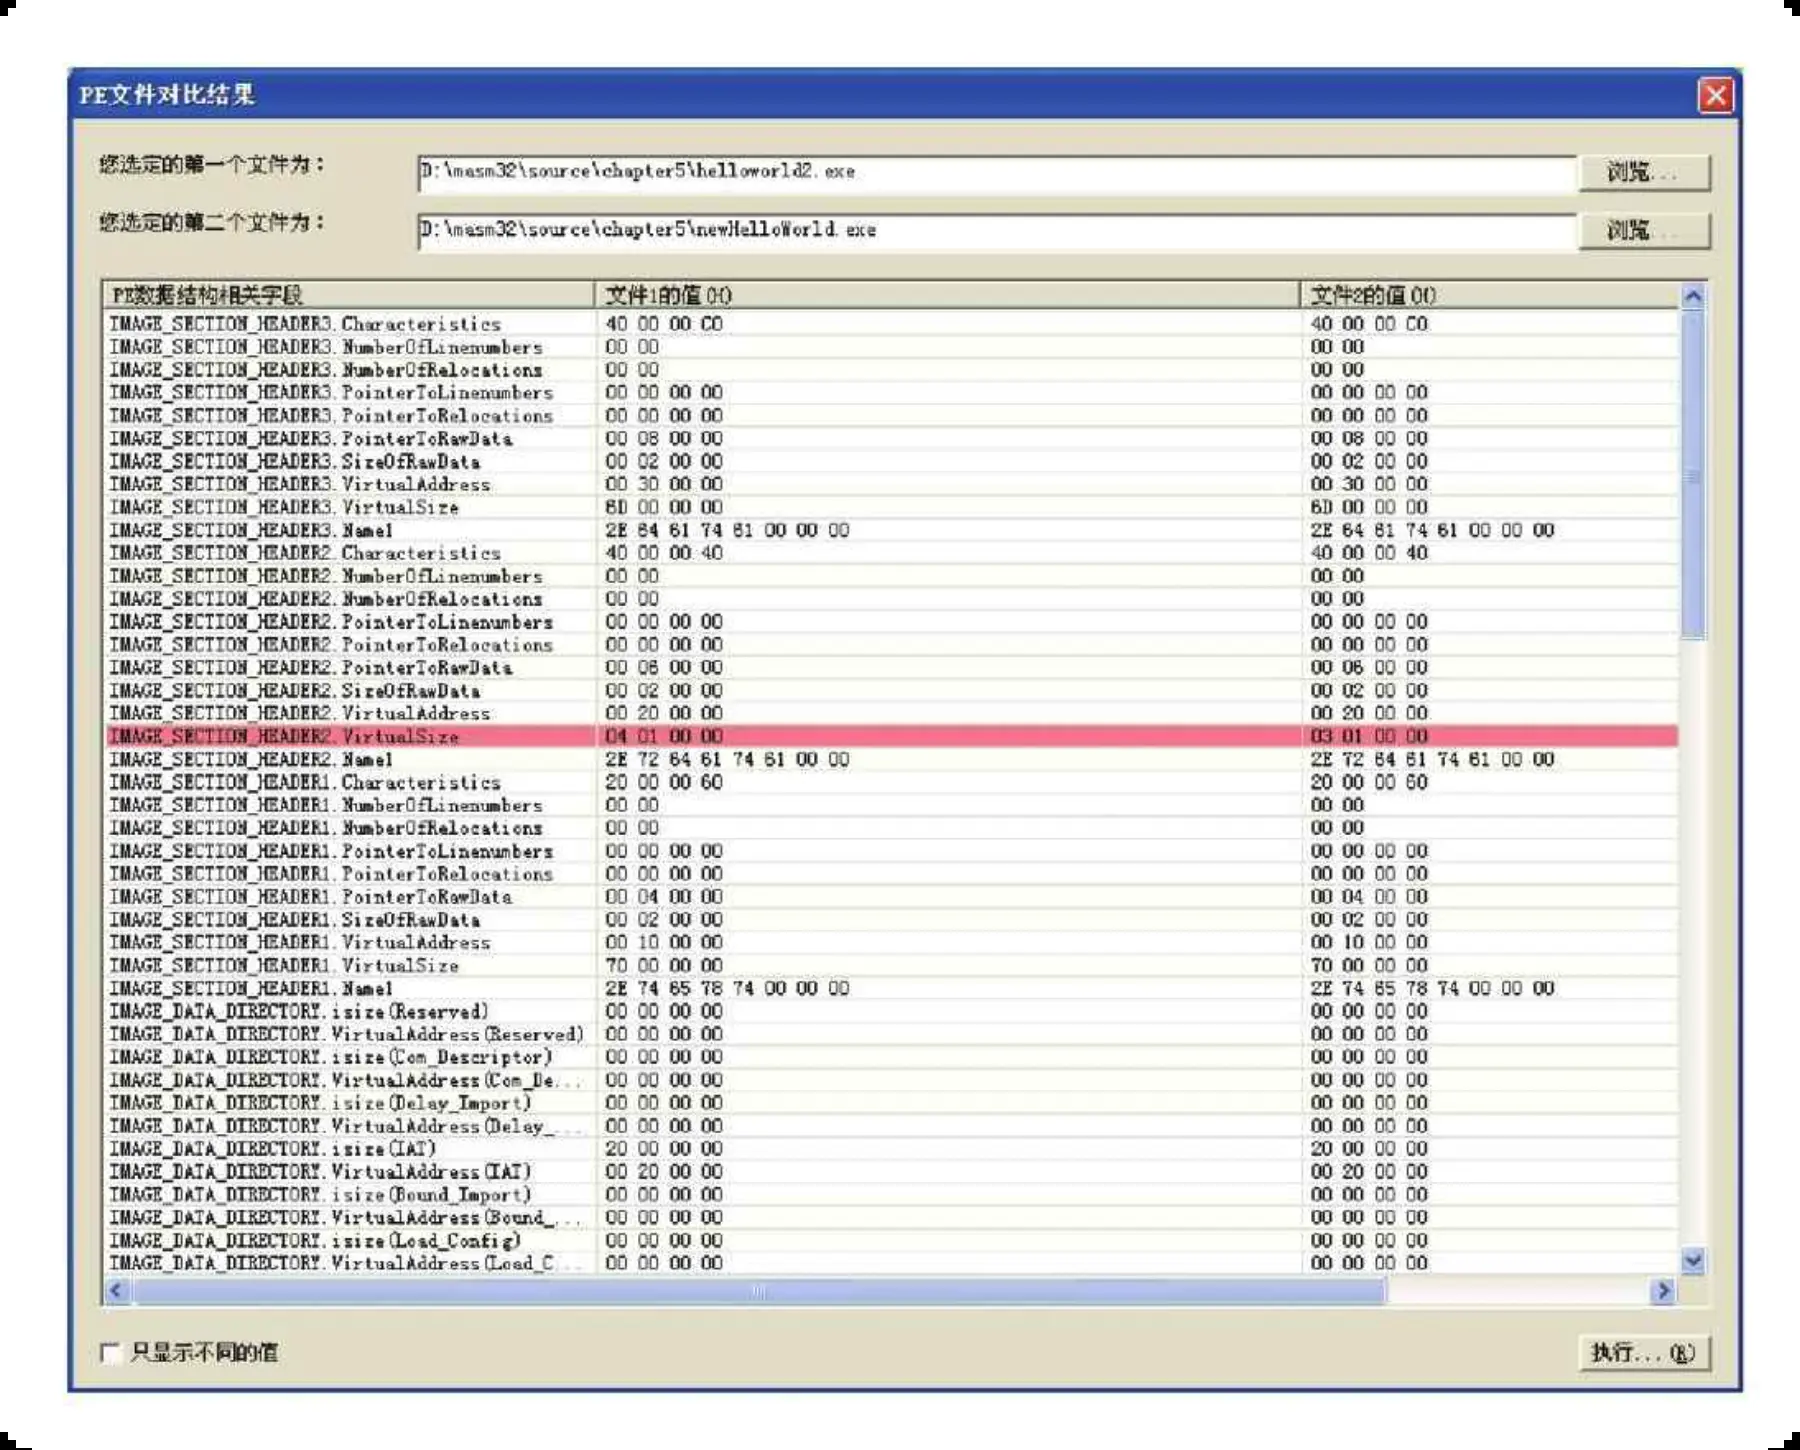 PE文件对比结果
您选定的第一个文件为： D:\masm32\source\chapter5\helloworld2.exe 浏览...
您选定的第二个文件为： D:\masm32\source\chapter5\newHelloWorld.exe 浏览...
PE数据结构相关字段 文件1的值(H) 文件2的值(H)
IMAGE_SECTION_HEADER3.Characteristics 40 00 00 C0 40 00 00 C0
IMAGE_SECTION_HEADER3.NumberOfLinenumbers 00 00 00 00
IMAGE_SECTION_HEADER3.NumberOfRelocations 00 00 00 00
IMAGE_SECTION_HEADER3.PointerToLinenumbers 00 00 00 00 00 00 00 00
IMAGE_SECTION_HEADER3.PointerToRelocations 00 00 00 00 00 00 00 00
IMAGE_SECTION_HEADER3.PointerToRawData 00 08 00 00 00 08 00 00
IMAGE_SECTION_HEADER3.SizeOfRawData 00 02 00 00 00 02 00 00
IMAGE_SECTION_HEADER3.VirtualAddress 00 30 00 00 00 30 00 00
IMAGE_SECTION_HEADER3.VirtualSize 6D 00 00 00 6D 00 00 00
IMAGE_SECTION_HEADER3.Name1 2E 64 61 74 61 00 00 00 2E 64 61 74 61 00 00 00
IMAGE_SECTION_HEADER2.Characteristics 40 00 00 40 40 00 00 40
IMAGE_SECTION_HEADER2.NumberOfLinenumbers 00 00 00 00
IMAGE_SECTION_HEADER2.NumberOfRelocations 00 00 00 00
IMAGE_SECTION_HEADER2.PointerToLinenumbers 00 00 00 00 00 00 00 00
IMAGE_SECTION_HEADER2.PointerToRelocations 00 00 00 00 00 00 00 00
IMAGE_SECTION_HEADER2.PointerToRawData 00 06 00 00 00 06 00 00
IMAGE_SECTION_HEADER2.SizeOfRawData 00 02 00 00 00 02 00 00
IMAGE_SECTION_HEADER2.VirtualAddress 00 20 00 00 00 20 00 00
IMAGE_SECTION_HEADER2.VirtualSize 04 01 00 00 03 01 00 00
IMAGE_SECTION_HEADER2.Name1 2E 72 64 61 74 61 00 00 2E 72 64 61 74 61 00 00
IMAGE_SECTION_HEADER1.Characteristics 20 00 00 60 20 00 00 60
IMAGE_SECTION_HEADER1.NumberOfLinenumbers 00 00 00 00
IMAGE_SECTION_HEADER1.NumberOfRelocations 00 00 00 00
IMAGE_SECTION_HEADER1.PointerToLinenumbers 00 00 00 00 00 00 00 00
IMAGE_SECTION_HEADER1.PointerToRelocations 00 00 00 00 00 00 00 00
IMAGE_SECTION_HEADER1.PointerToRawData 00 04 00 00 00 04 00 00
IMAGE_SECTION_HEADER1.SizeOfRawData 00 02 00 00 00 02 00 00
IMAGE_SECTION_HEADER1.VirtualAddress 00 10 00 00 00 10 00 00
IMAGE_SECTION_HEADER1.VirtualSize 70 00 00 00 70 00 00 00
IMAGE_SECTION_HEADER1.Name1 2E 74 65 78 74 00 00 00 2E 74 65 78 74 00 00 00
IMAGE_DATA_DIRECTORY.isize(Reserved) 00 00 00 00 00 00 00 00
IMAGE_DATA_DIRECTORY.VirtualAddress(Reserved) 00 00 00 00 00 00 00 00
IMAGE_DATA_DIRECTORY.isize(Com_Descriptor) 00 00 00 00 00 00 00 00
IMAGE_DATA_DIRECTORY.VirtualAddress(Com_De... 00 00 00 00 00 00 00 00
IMAGE_DATA_DIRECTORY.isize(Delay_Import) 00 00 00 00 00 00 00 00
IMAGE_DATA_DIRECTORY.VirtualAddress(Delay_... 00 00 00 00 00 00 00 00
IMAGE_DATA_DIRECTORY.isize(IAT) 20 00 00 00 20 00 00 00
IMAGE_DATA_DIRECTORY.VirtualAddress(IAT) 00 20 00 00 00 20 00 00
IMAGE_DATA_DIRECTORY.isize(Bound_Import) 00 00 00 00 00 00 00 00
IMAGE_DATA_DIRECTORY.VirtualAddress(Bound_... 00 00 00 00 00 00 00 00
IMAGE_DATA_DIRECTORY.isize(Load_Config) 00 00 00 00 00 00 00 00
IMAGE_DATA_DIRECTORY.VirtualAddress(Load_C... 00 00 00 00 00 00 00 00
只显示不同的值 执行...(R)